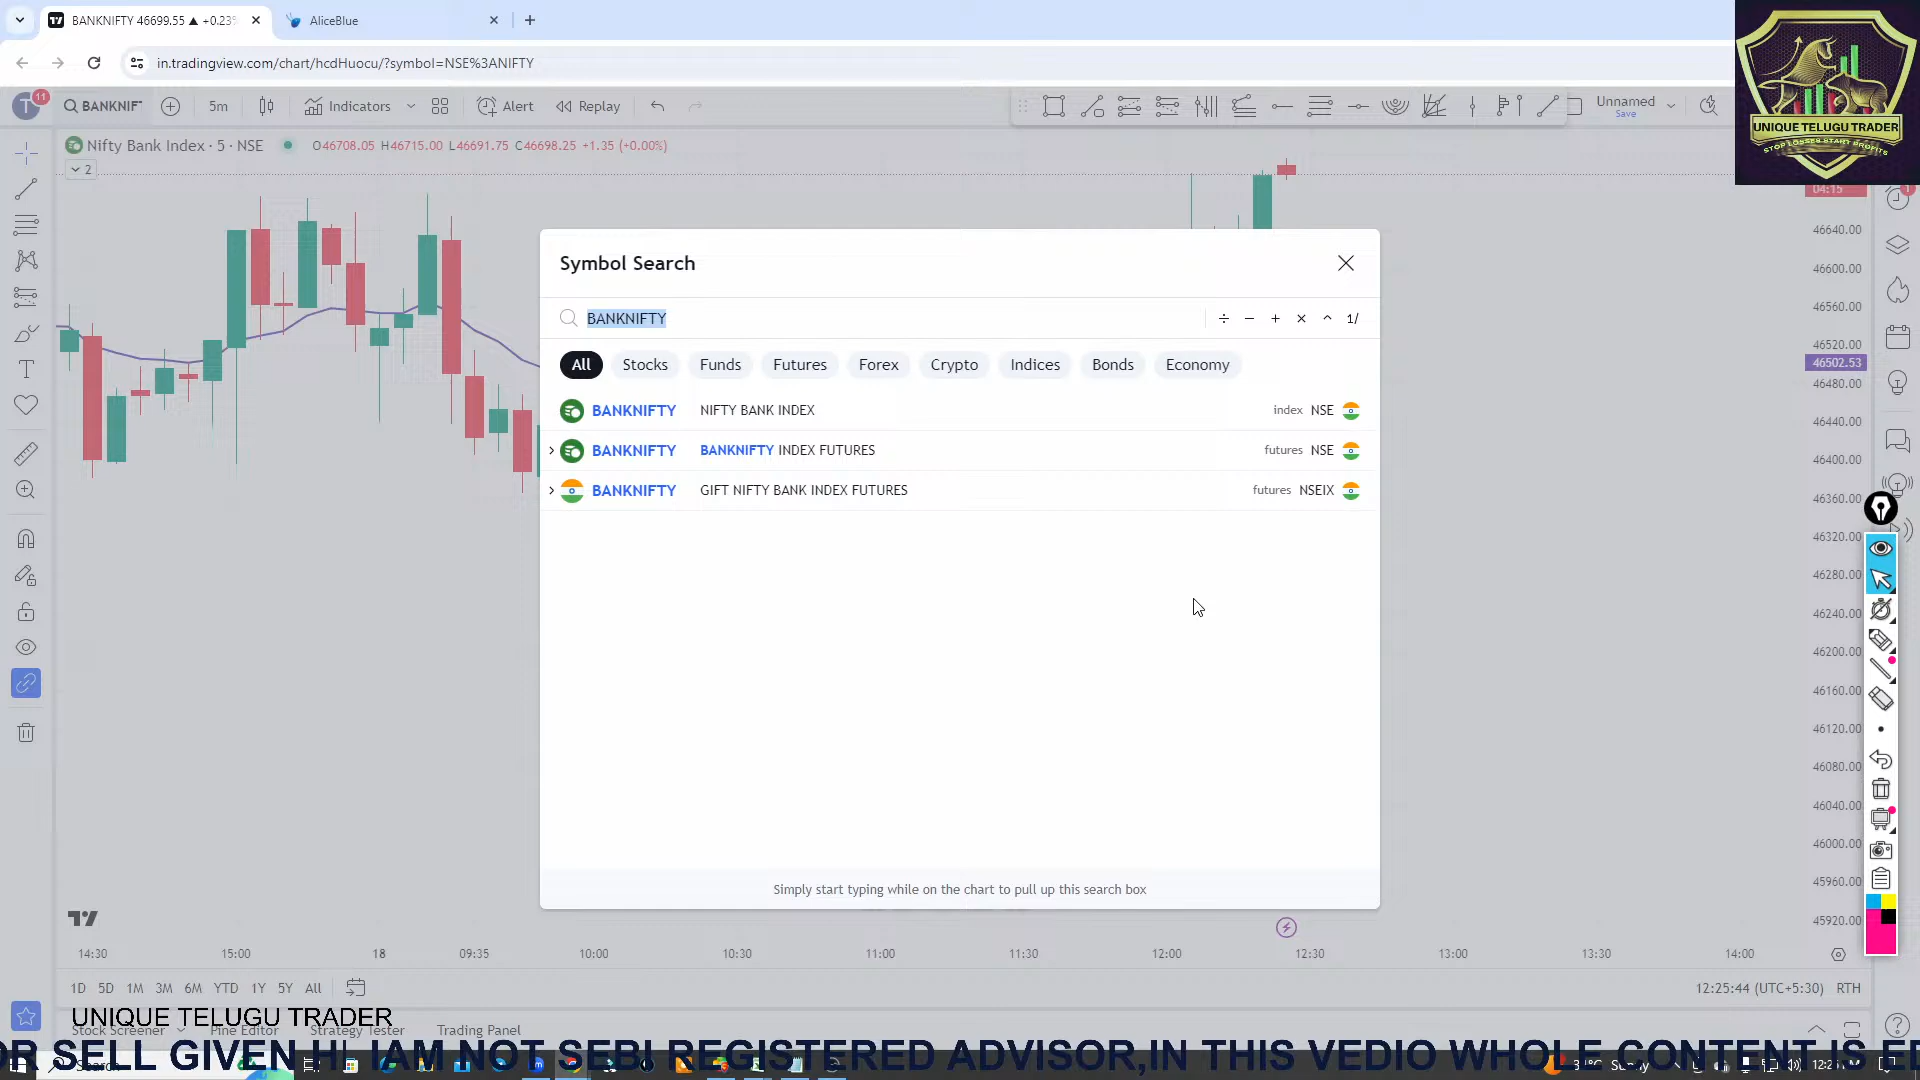 BANKNIFTY 46699.55 ▲ +0.23%
AliceBlue
in.tradingview.com/chart/hcdHuocu/?symbol=NSE%3ANIFTY
T
11
BANKNIF
5m
Indicators
Alert
Replay
Unnamed
Save
UNIQUE TELUGU TRADER
STOP LOSSES START PROFITS
Nifty Bank Index · 5 · NSE
O46708.05 H46715.00 L46691.75 C46698.25 +1.35 (+0.00%)
2
04:15
46640.00
46600.00
46560.00
46520.00
46502.53
46480.00
46440.00
46400.00
46360.00
46320.00
46280.00
46240.00
46200.00
46160.00
46120.00
46080.00
46040.00
46000.00
45960.00
45920.00
Symbol Search
BANKNIFTY
÷ − + × ^ 1/
All Stocks Funds Futures Forex Crypto Indices Bonds Economy
BANKNIFTY NIFTY BANK INDEX index NSE
BANKNIFTY BANKNIFTY INDEX FUTURES futures NSE
BANKNIFTY GIFT NIFTY BANK INDEX FUTURES futures NSEIX
Simply start typing while on the chart to pull up this search box
14:30 15:00 18 09:35 10:00 10:30 11:00 11:30 12:00 12:30 13:00 13:30 14:00
1D 5D 1M 3M 6M YTD 1Y 5Y All
12:25:44 (UTC+5:30) RTH
UNIQUE TELUGU TRADER
Stock Screener Pine Editor Strategy Tester Trading Panel
OR SELL GIVEN HI IAM NOT SEBI REGISTERED ADVISOR,IN THIS VEDIO WHOLE CONTENT IS